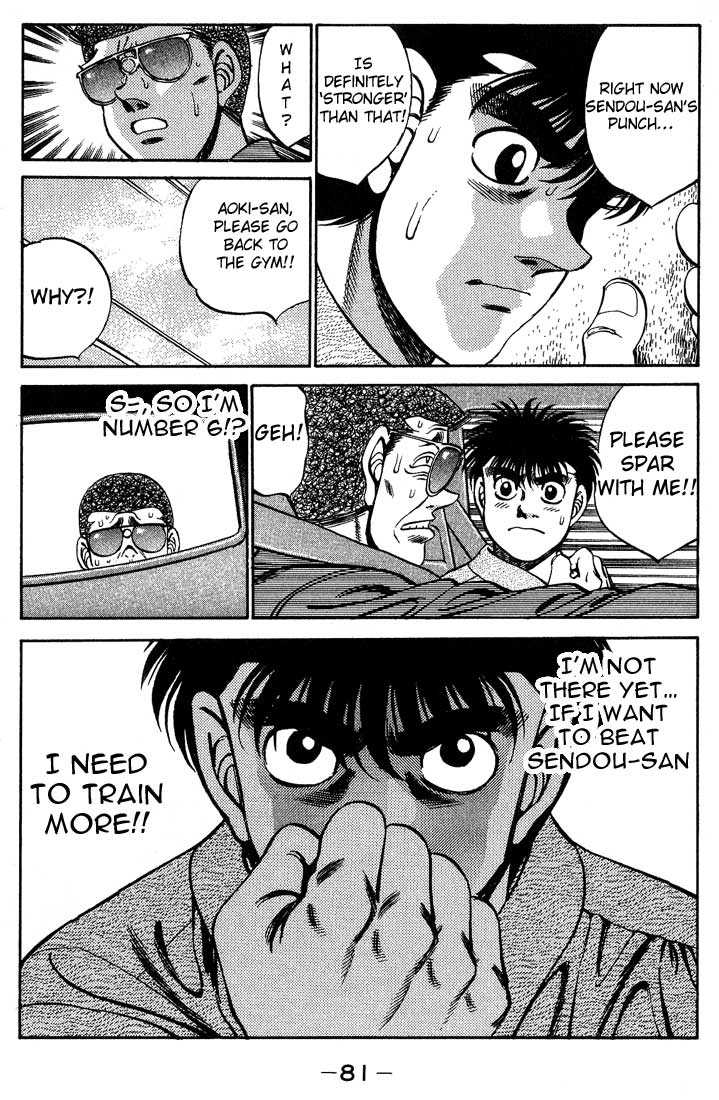 RIGHT NOW
SENDOU-SAN'S
PUNCH...
IS
DEFINITELY
'STRONGER'
THAN THAT!
WHAT?
AOKI-SAN,
PLEASE GO
BACK TO
THE GYM!!
WHY?!
PLEASE
SPAR
WITH ME!!
GEH!
S-, SO I'M
NUMBER 6!?
I'M NOT
THERE YET...
IF I WANT
TO BEAT
SENDOU-SAN
I NEED
TO TRAIN
MORE!!
-81-